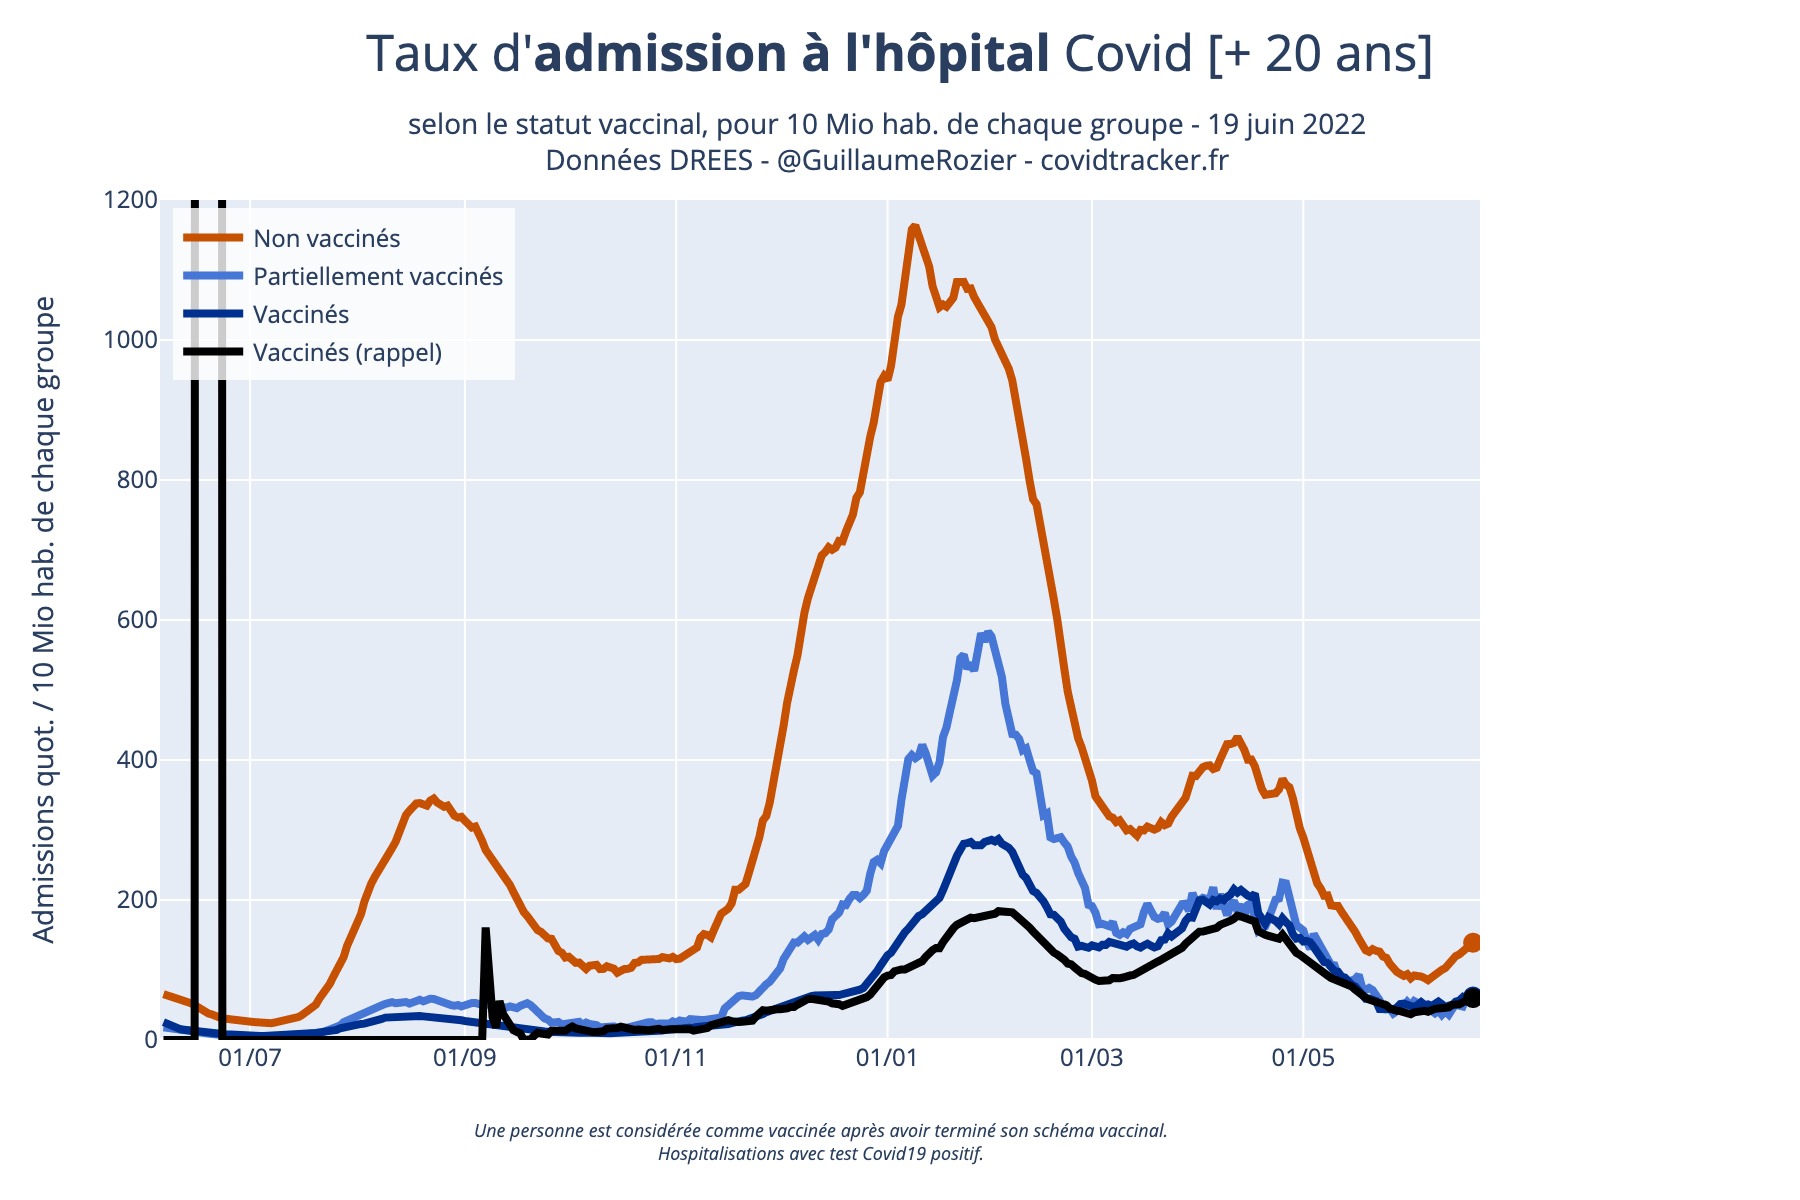 Taux d'admission à l'hôpital Covid [+ 20 ans]
selon le statut vaccinal, pour 10 Mio hab. de chaque groupe - 19 juin 2022
Données DREES - @GuillaumeRozier - covidtracker.fr
Admissions quot. / 10 Mio hab. de chaque groupe
1200
1000
800
600
400
200
0
Non vaccinés
Partiellement vaccinés
Vaccinés
Vaccinés (rappel)
01/07
01/09
01/11
01/01
01/03
01/05
Une personne est considérée comme vaccinée après avoir terminé son schéma vaccinal.
Hospitalisations avec test Covid19 positif.